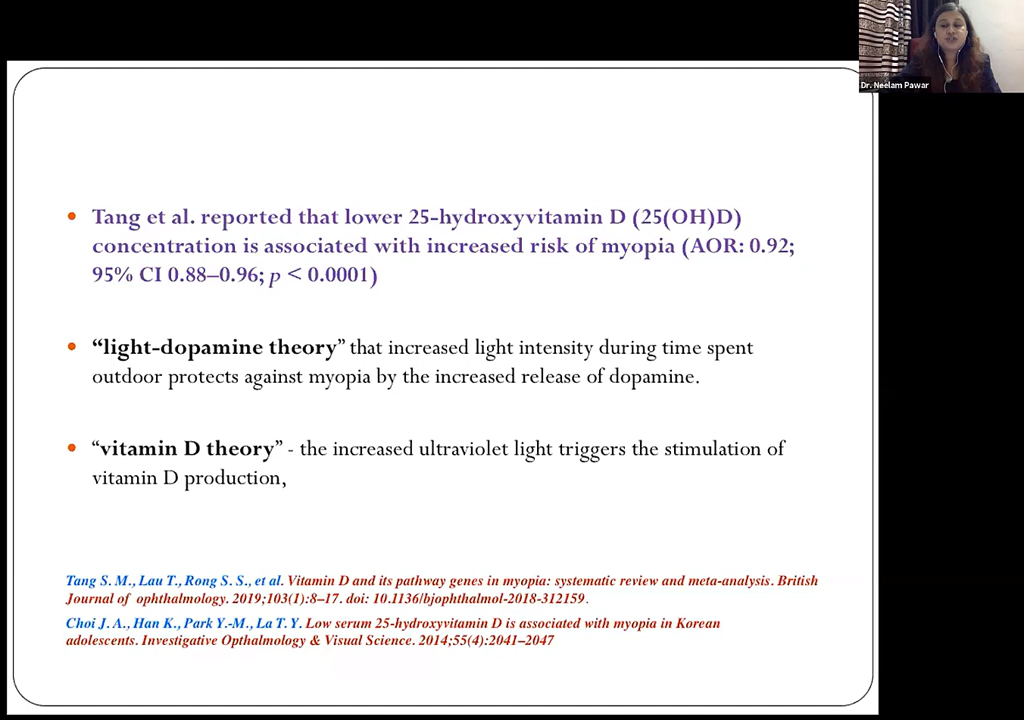 Dr. Neelam Pawar
Tang et al. reported that lower 25-hydroxyvitamin D (25(OH)D)
concentration is associated with increased risk of myopia (AOR: 0.92;
95% CI 0.88–0.96; p < 0.0001)
“light-dopamine theory” that increased light intensity during time spent
outdoor protects against myopia by the increased release of dopamine.
“vitamin D theory” - the increased ultraviolet light triggers the stimulation of
vitamin D production,
Tang S. M., Lau T., Rong S. S., et al. Vitamin D and its pathway genes in myopia: systematic review and meta-analysis. British
Journal of ophthalmology. 2019;103(1):8–17. doi: 10.1136/bjophthalmol-2018-312159.
Choi J. A., Han K., Park Y.-M., La T. Y. Low serum 25-hydroxyvitamin D is associated with myopia in Korean
adolescents. Investigative Opthalmology & Visual Science. 2014;55(4):2041–2047